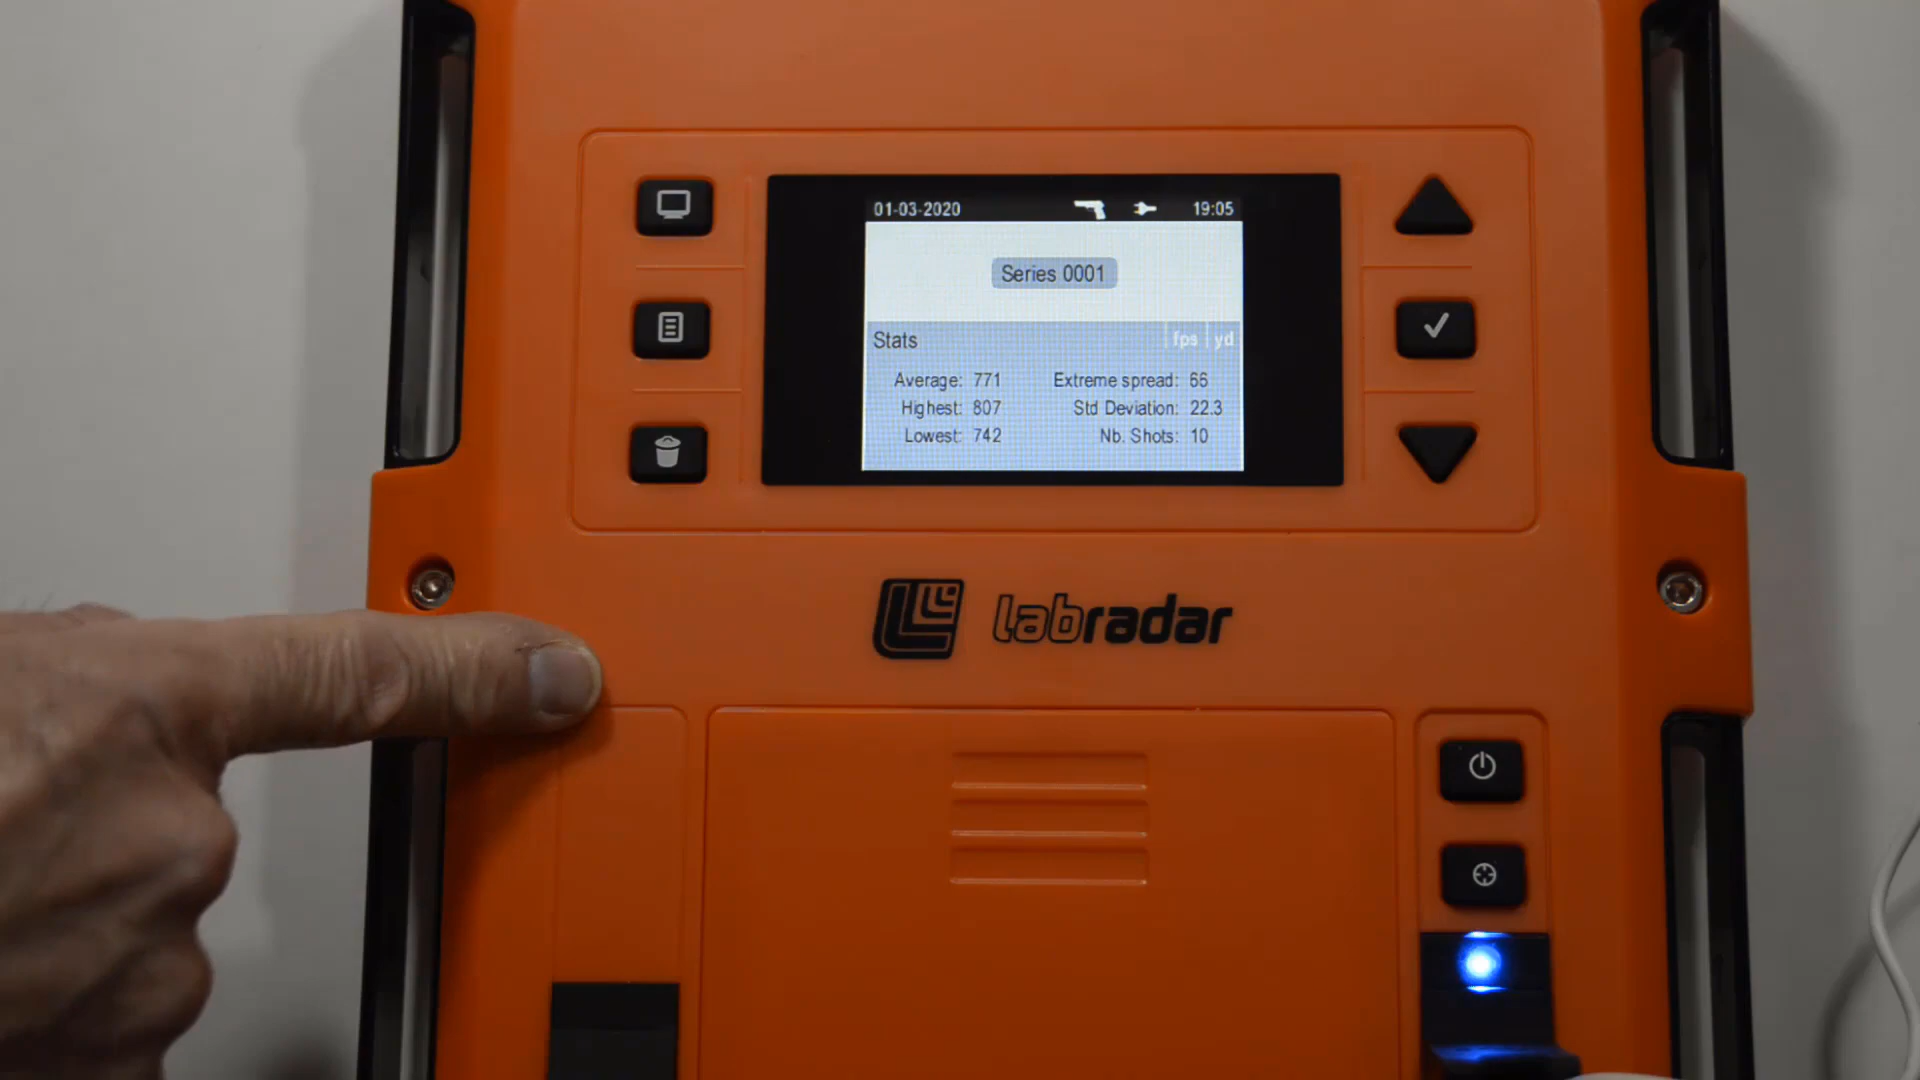 01-03-2020 19:05
Series 0001
Stats fps yd
Average: 771 Extreme spread: 66
Highest: 807 Std Deviation: 22.3
Lowest: 742 Nb. Shots: 10
labradar